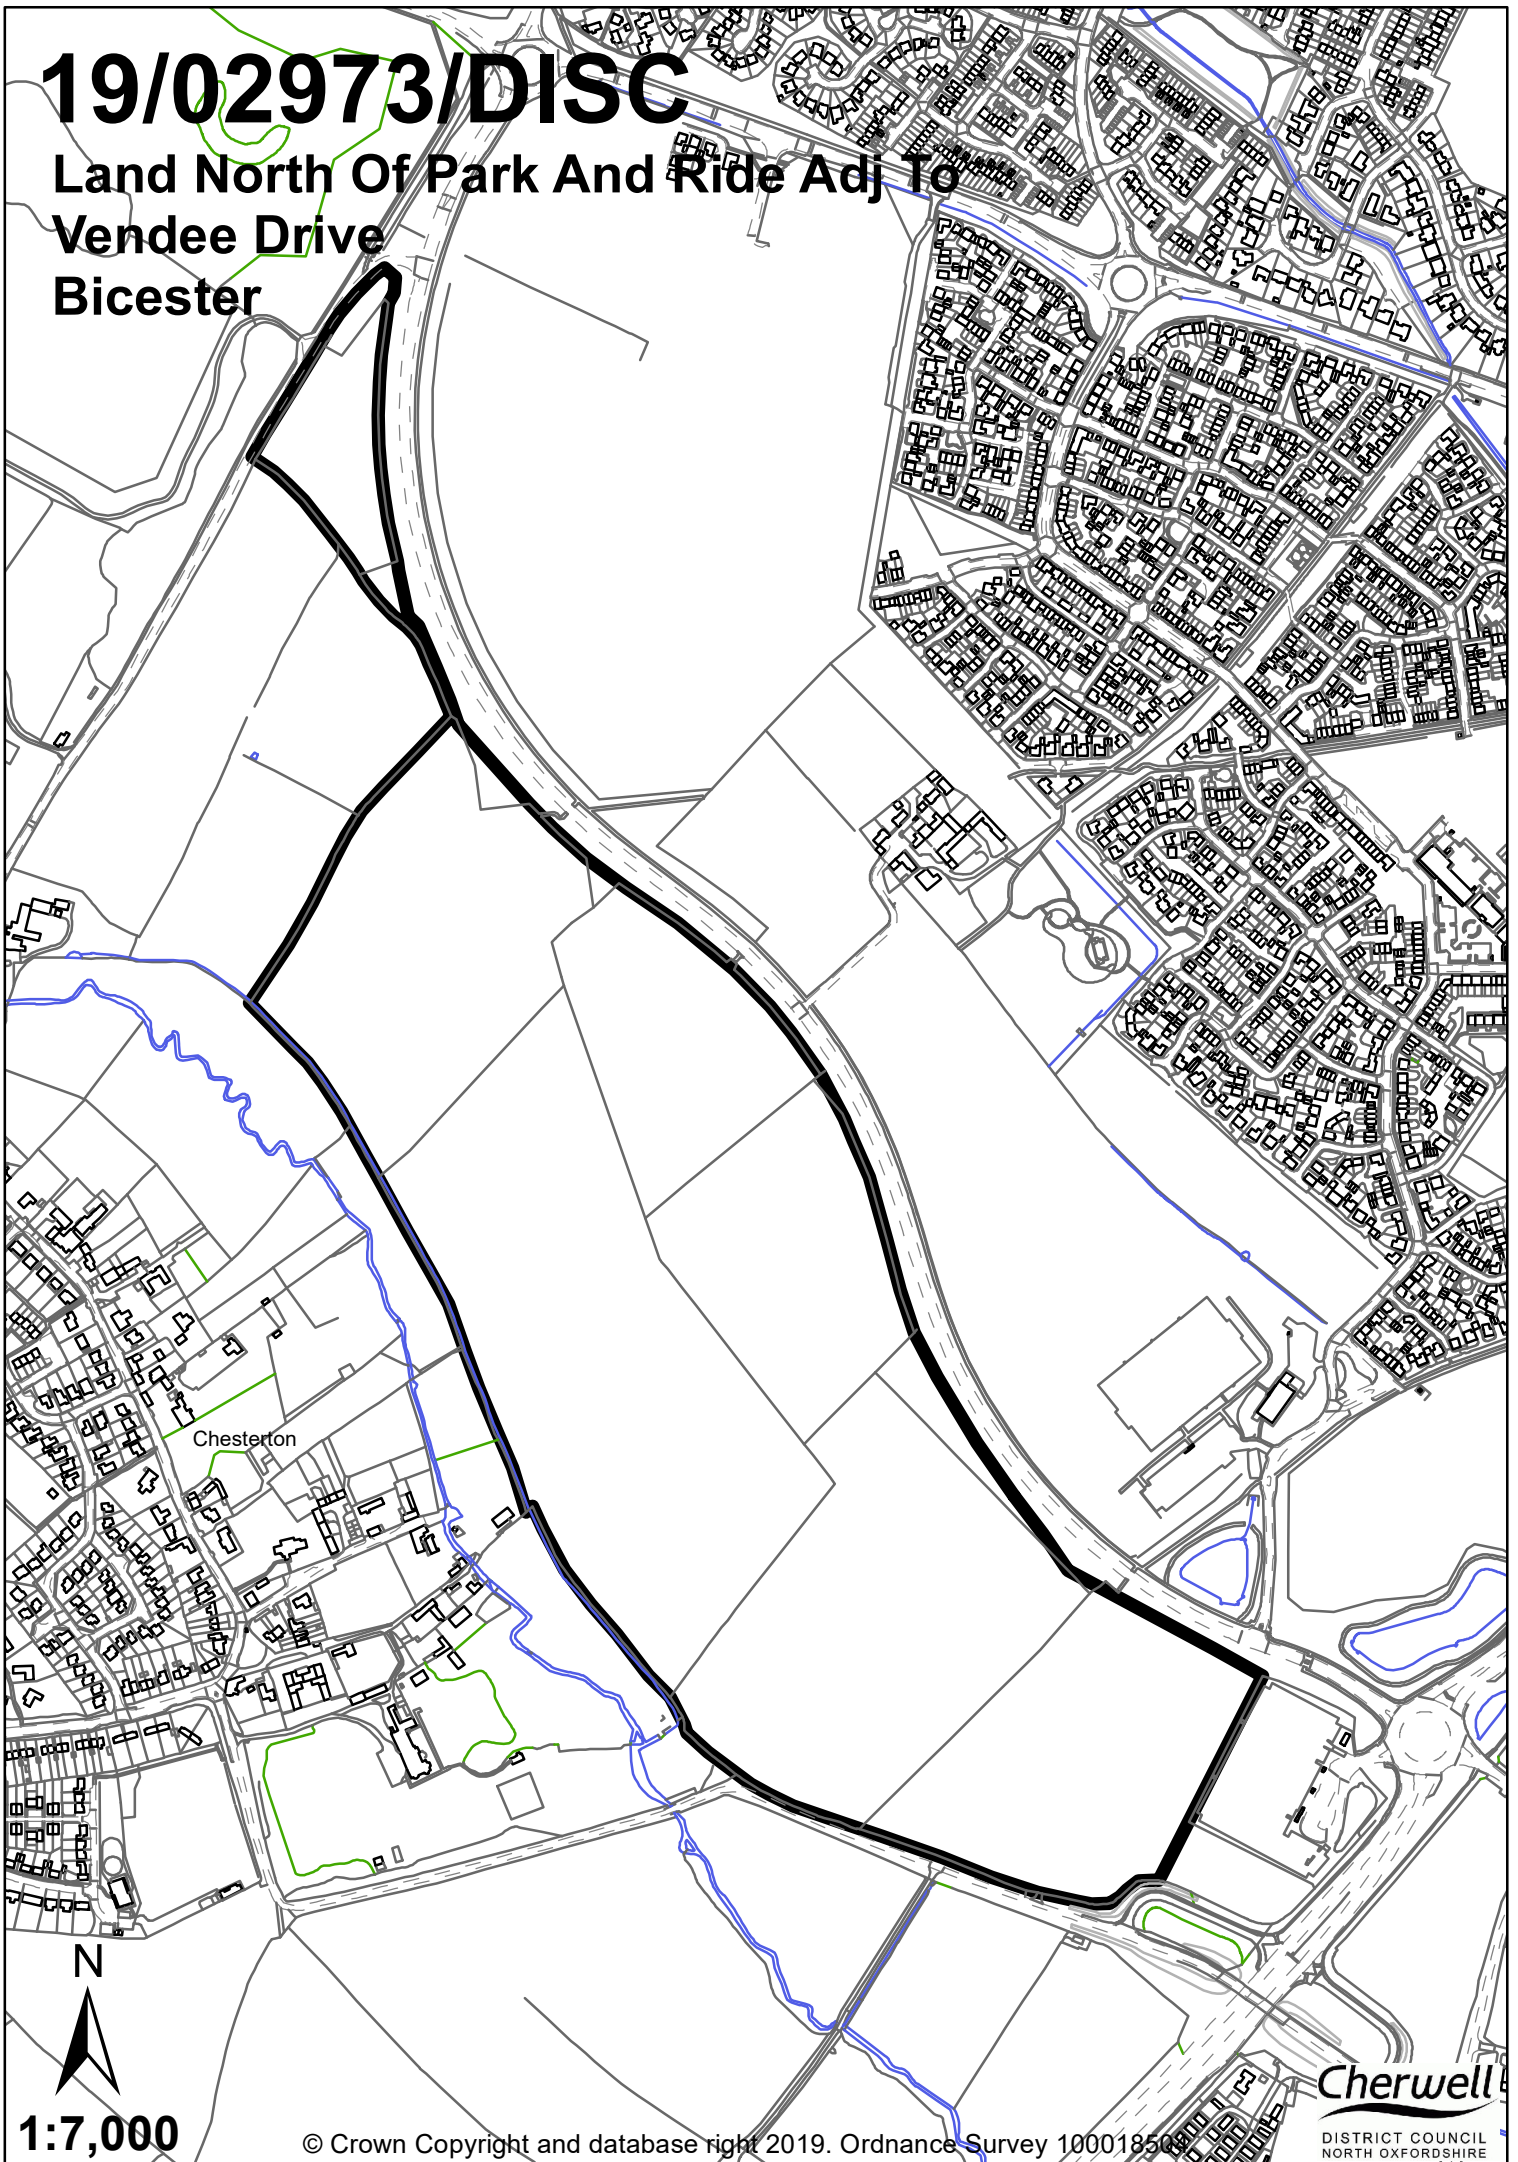 19/02973/DISC
Land North Of Park And Ride Adj To
Vendee Drive
Bicester
Chesterton
N
1:7,000
© Crown Copyright and database right 2019. Ordnance Survey 100018504
Cherwell
DISTRICT COUNCIL
NORTH OXFORDSHIRE